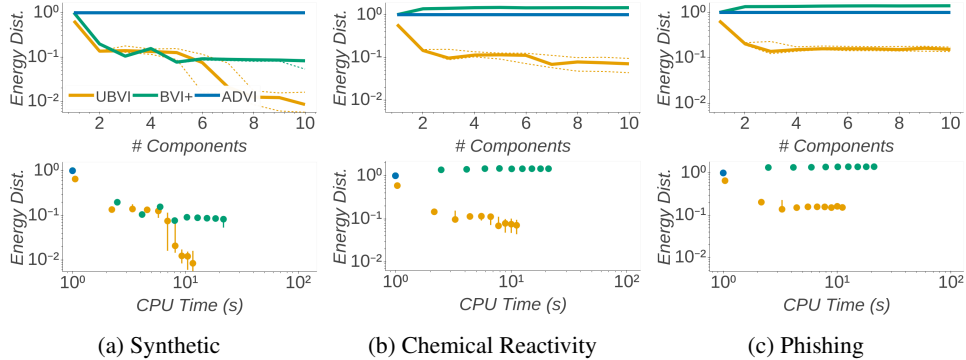 Energy Dist.
10⁰
10⁻¹
10⁻²
UBVI BVI+ ADVI
2 4 6 8 10
# Components
Energy Dist.
10⁰
10⁻¹
10⁻²
2 4 6 8 10
# Components
Energy Dist.
10⁰
10⁻¹
10⁻²
2 4 6 8 10
# Components
Energy Dist.
10⁰
10⁻¹
10⁻²
10⁰ 10¹ 10²
CPU Time (s)
Energy Dist.
10⁰
10⁻¹
10⁻²
10⁰ 10¹ 10²
CPU Time (s)
Energy Dist.
10⁰
10⁻¹
10⁻²
10⁰ 10¹ 10²
CPU Time (s)
(a) Synthetic
(b) Chemical Reactivity
(c) Phishing